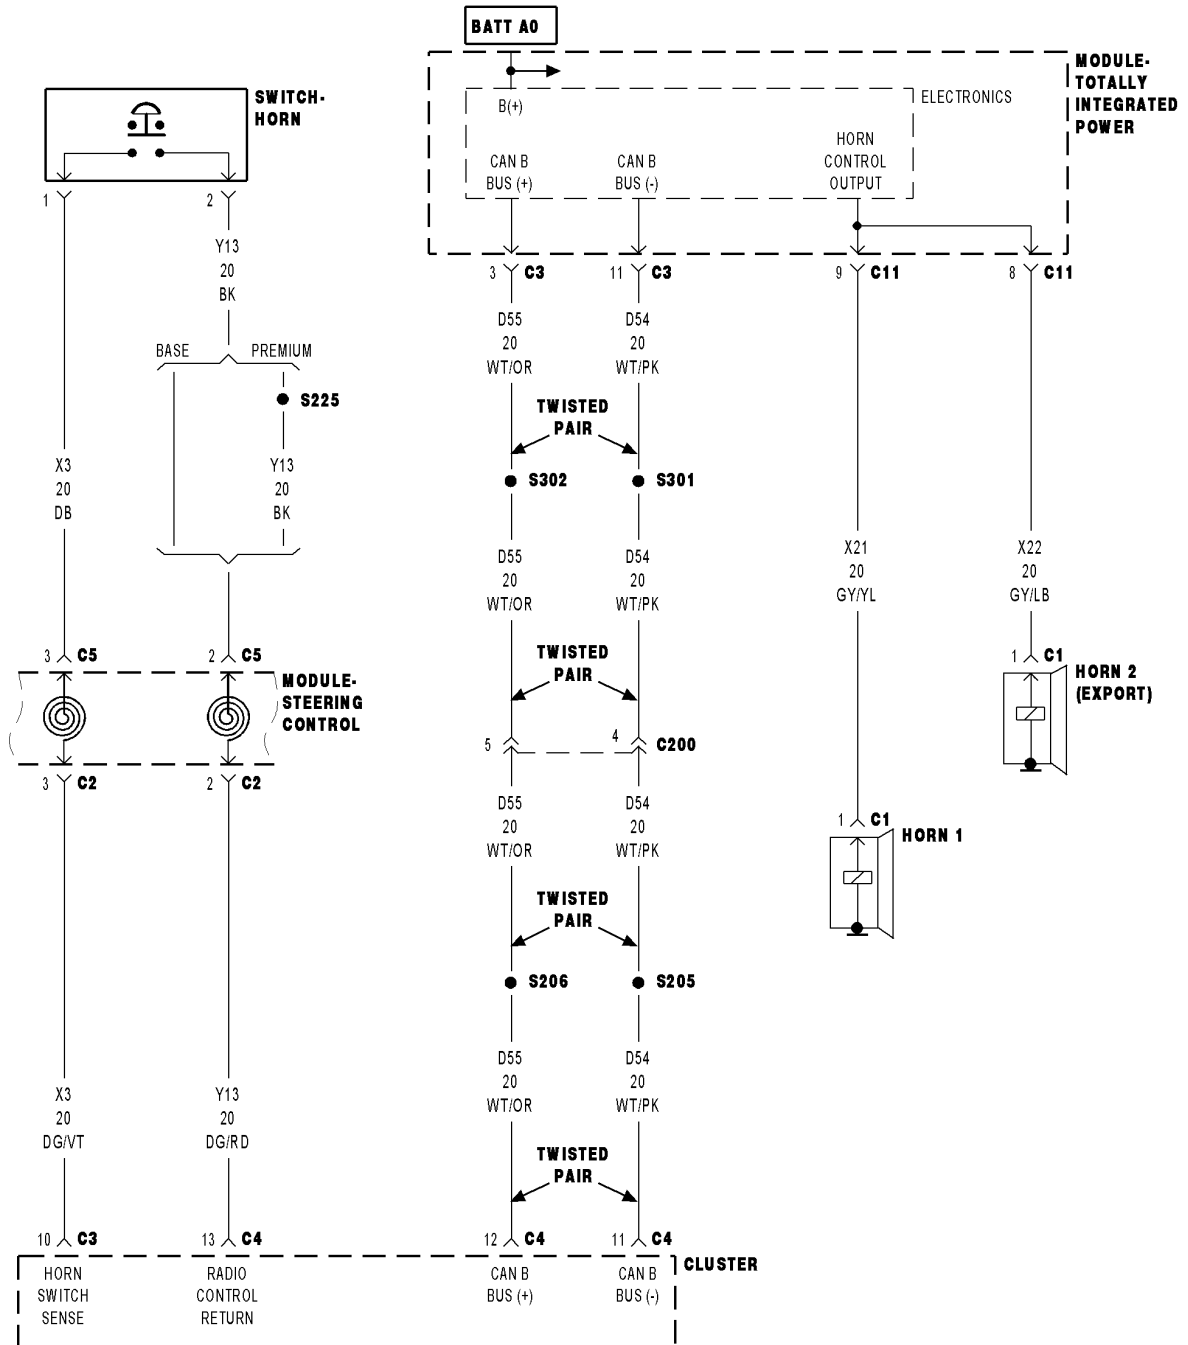 BATT A0
MODULE-
TOTALLY
INTEGRATED
POWER
SWITCH-
HORN
ELECTRONICS
B(+)
CAN B
BUS (+)
CAN B
BUS (-)
HORN
CONTROL
OUTPUT
1
2
3 C3
11 C3
9 C11
8 C11
Y13
20
BK
D55
20
WT/OR
D54
20
WT/PK
BASE
PREMIUM
S225
TWISTED
PAIR
X3
20
DB
Y13
20
BK
S302
S301
D55
20
WT/OR
D54
20
WT/PK
X21
20
GY/YL
X22
20
GY/LB
3 C5
2 C5
TWISTED
PAIR
1 C1
HORN 2
(EXPORT)
MODULE-
STEERING
CONTROL
5
4
C200
3 C2
2 C2
D55
20
WT/OR
D54
20
WT/PK
1 C1
HORN 1
TWISTED
PAIR
S206
S205
D55
20
WT/OR
D54
20
WT/PK
X3
20
DG/VT
Y13
20
DG/RD
TWISTED
PAIR
10 C3
13 C4
12 C4
11 C4
CLUSTER
HORN
SWITCH
SENSE
RADIO
CONTROL
RETURN
CAN B
BUS (+)
CAN B
BUS (-)